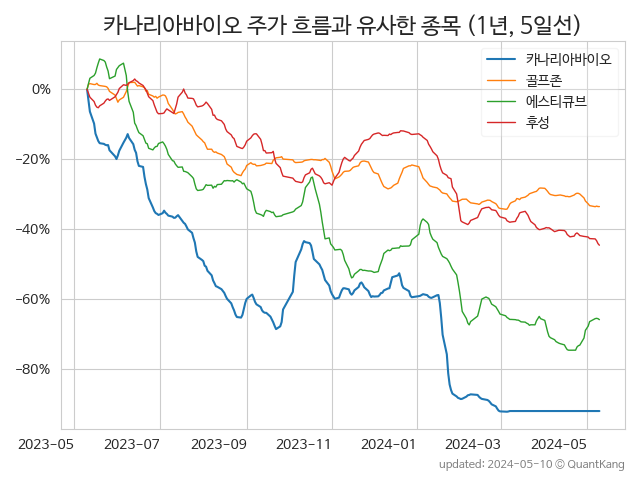 카나리아바이오 주가 흐름과 유사한 종목 (1년, 5일선)
카나리아바이오
골프존
에스티큐브
후성
0%
−20%
−40%
−60%
−80%
2023-05 2023-07 2023-09 2023-11 2024-01 2024-03 2024-05
updated: 2024-05-10 © QuantKang